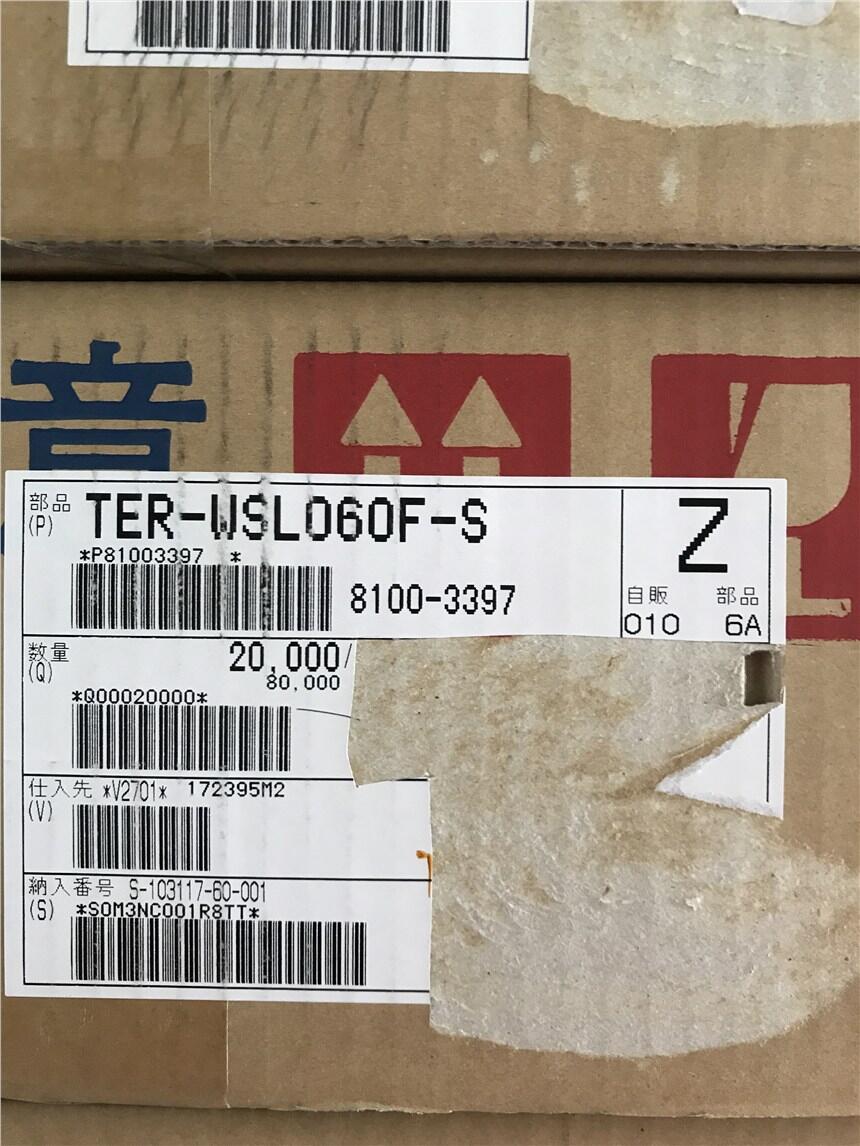 部品 TER-WSL060F-S
(P)
*P81003397 *
8100-3397
Z
自販 部品
010 6A
数量 20,000/
(Q) 80,000
*Q00020000*
仕入先 *V2701* 172395M2
(V)
納入番号 S-103117-60-001
(S) *S0M3NC001R8TT*